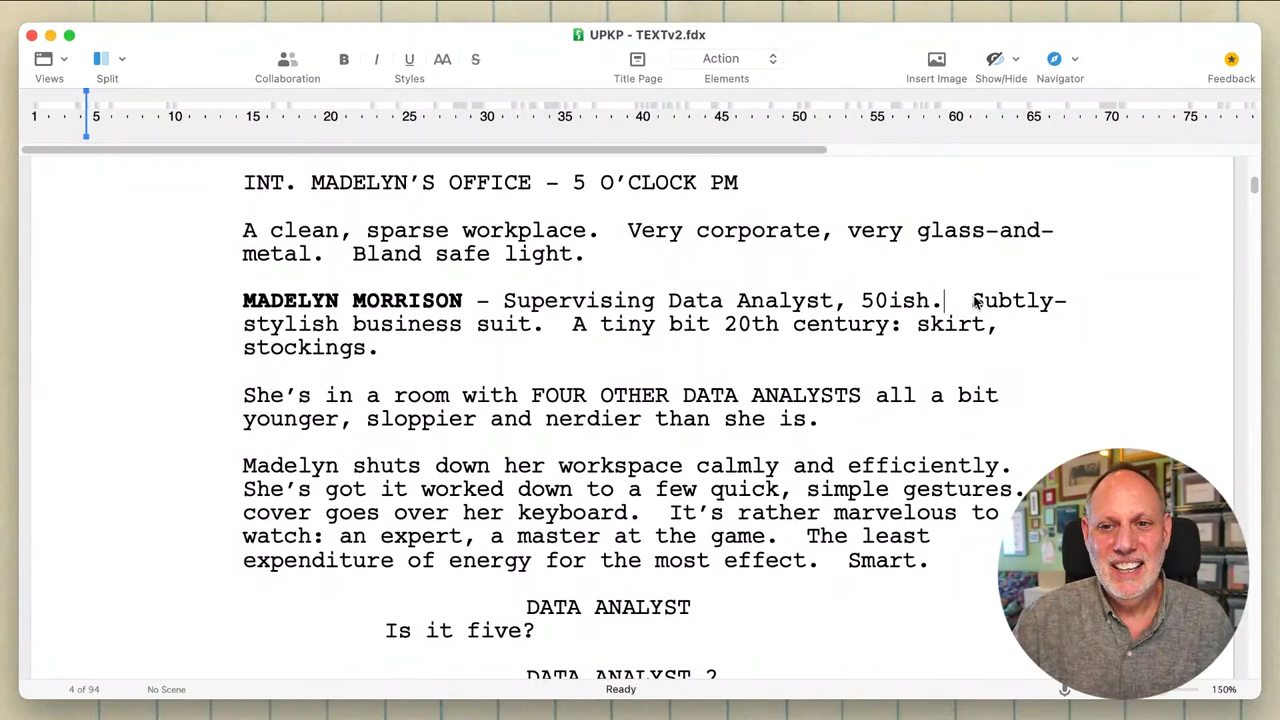 UPKP - TEXTv2.fdx
B I U AA S Action
Views Split Collaboration Styles Title Page Elements Insert Image Show/Hide Navigator Feedback
1 5 10 15 20 25 30 35 40 45 50 55 60 65 70 75
INT. MADELYN’S OFFICE – 5 O’CLOCK PM
A clean, sparse workplace.  Very corporate, very glass-and-
metal.  Bland safe light.
MADELYN MORRISON – Supervising Data Analyst, 50ish.  Subtly-
stylish business suit.  A tiny bit 20th century: skirt,
stockings.
She’s in a room with FOUR OTHER DATA ANALYSTS all a bit
younger, sloppier and nerdier than she is.
Madelyn shuts down her workspace calmly and efficiently.
She’s got it worked down to a few quick, simple gestures.
cover goes over her keyboard.  It’s rather marvelous to
watch: an expert, a master at the game.  The least
expenditure of energy for the most effect.  Smart.
DATA ANALYST
Is it five?
DATA ANALYST 2
4 of 94 No Scene Ready 150%